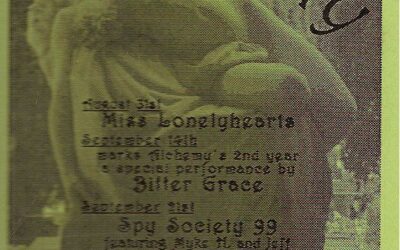 Y
August 31st
Miss Lonelyhearts
September 14th
marks Alchemy's 2nd year
a special performance by
Bitter Grace
September 21st
Spy Society 99
featuring Myke H. and Jeff